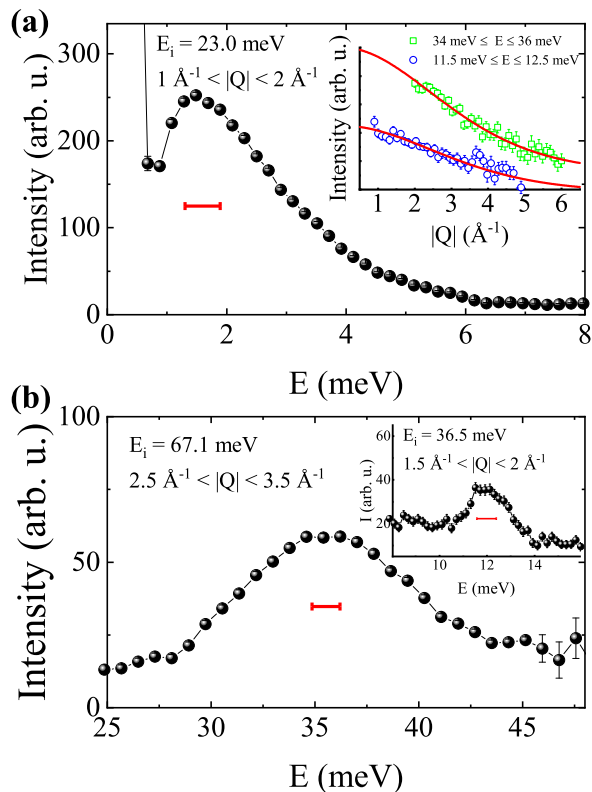 (a)
E_i = 23.0 meV
1 Å⁻¹ < |Q| < 2 Å⁻¹
34 meV ≤ E ≤ 36 meV
11.5 meV ≤ E ≤ 12.5 meV
Intensity (arb. u.)
1 2 3 4 5 6
|Q| (Å⁻¹)
Intensity (arb. u.)
300
200
100
0
0 2 4 6 8
E (meV)
(b)
E_i = 67.1 meV
2.5 Å⁻¹ < |Q| < 3.5 Å⁻¹
E_i = 36.5 meV
1.5 Å⁻¹ < |Q| < 2 Å⁻¹
I (arb. u.)
60
40
20
10 12 14
E (meV)
Intensity (arb. u.)
100
50
0
25 30 35 40 45
E (meV)